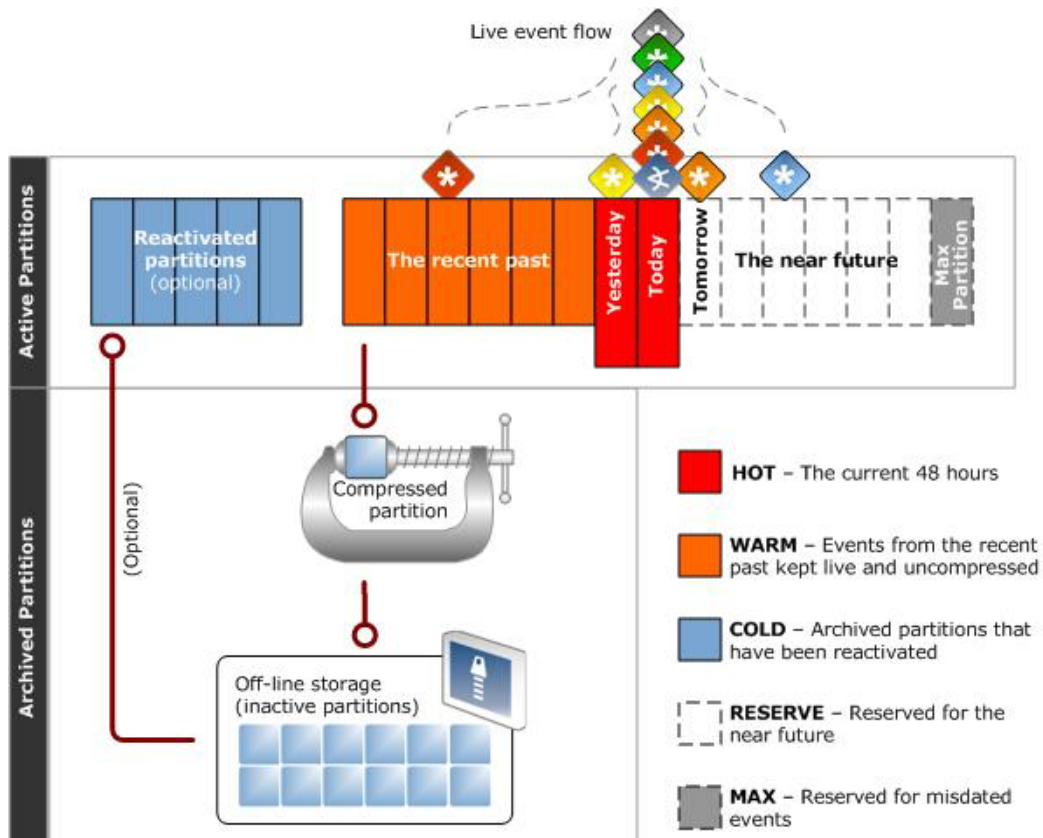 Live event flow
Active Partitions
Reactivated
partitions
(optional)
The recent past
Yesterday
Today
Tomorrow
The near future
Max
Partition
Archived Partitions
(Optional)
Compressed
partition
Off-line storage
(inactive partitions)
HOT – The current 48 hours
WARM – Events from the recent
past kept live and uncompressed
COLD – Archived partitions that
have been reactivated
RESERVE – Reserved for the
near future
MAX – Reserved for misdated
events